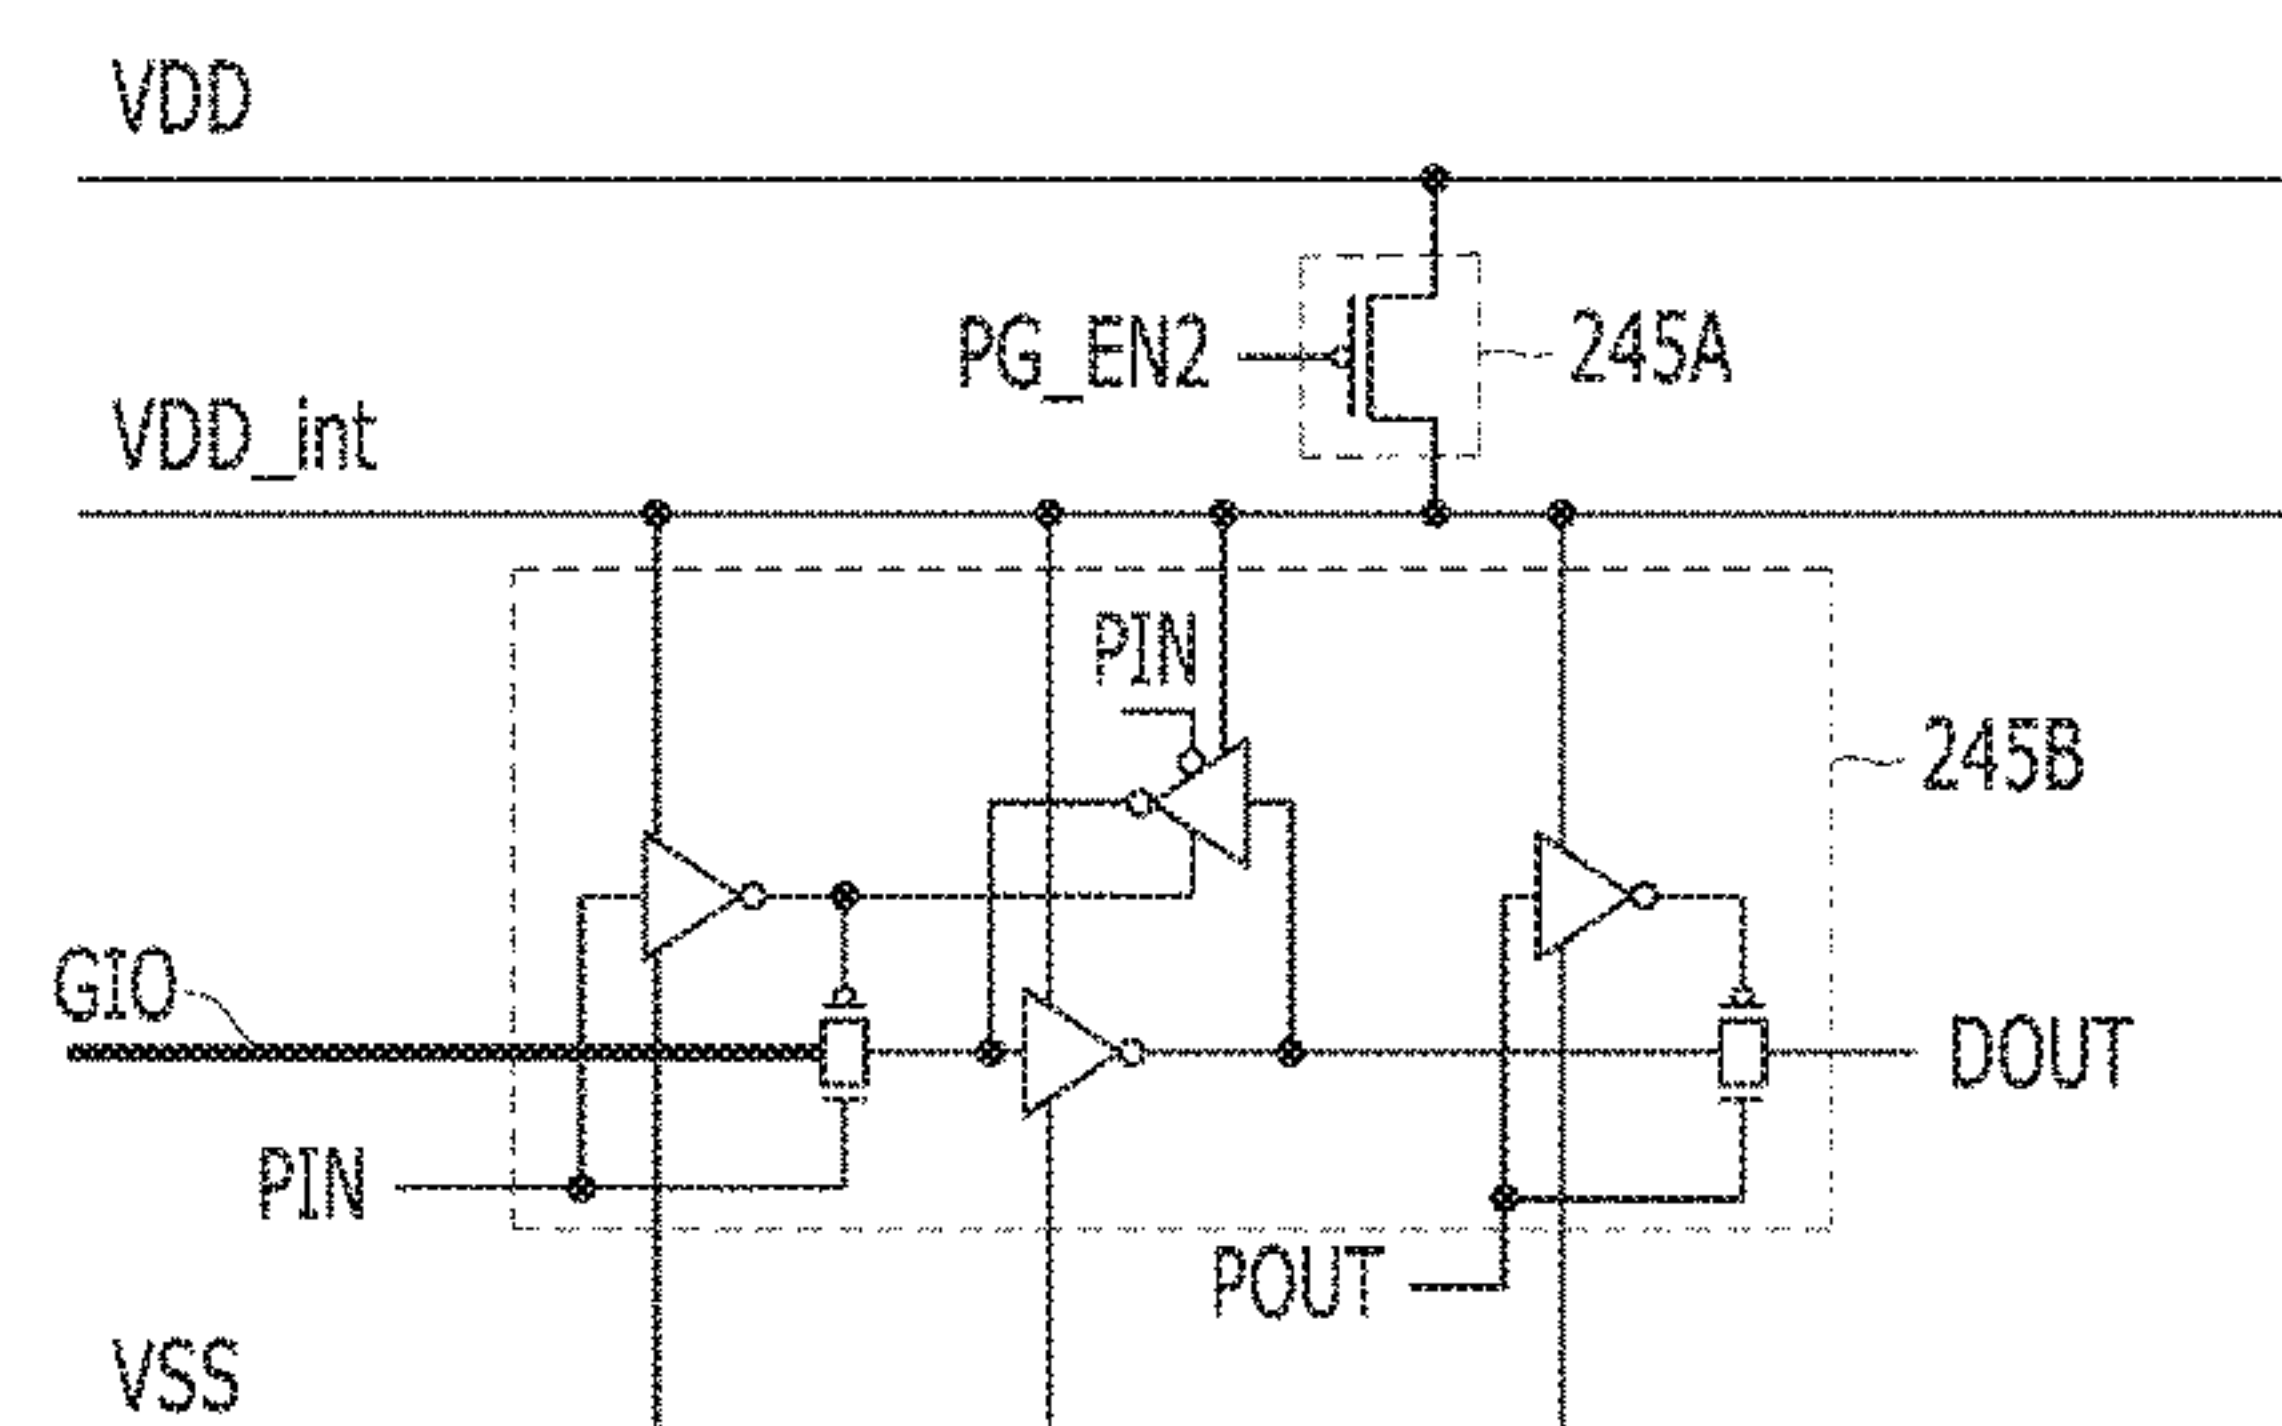 VDD
PG_EN2
245A
VDD_int
PIN
245B
GIO
DOUT
PIN
POUT
VSS